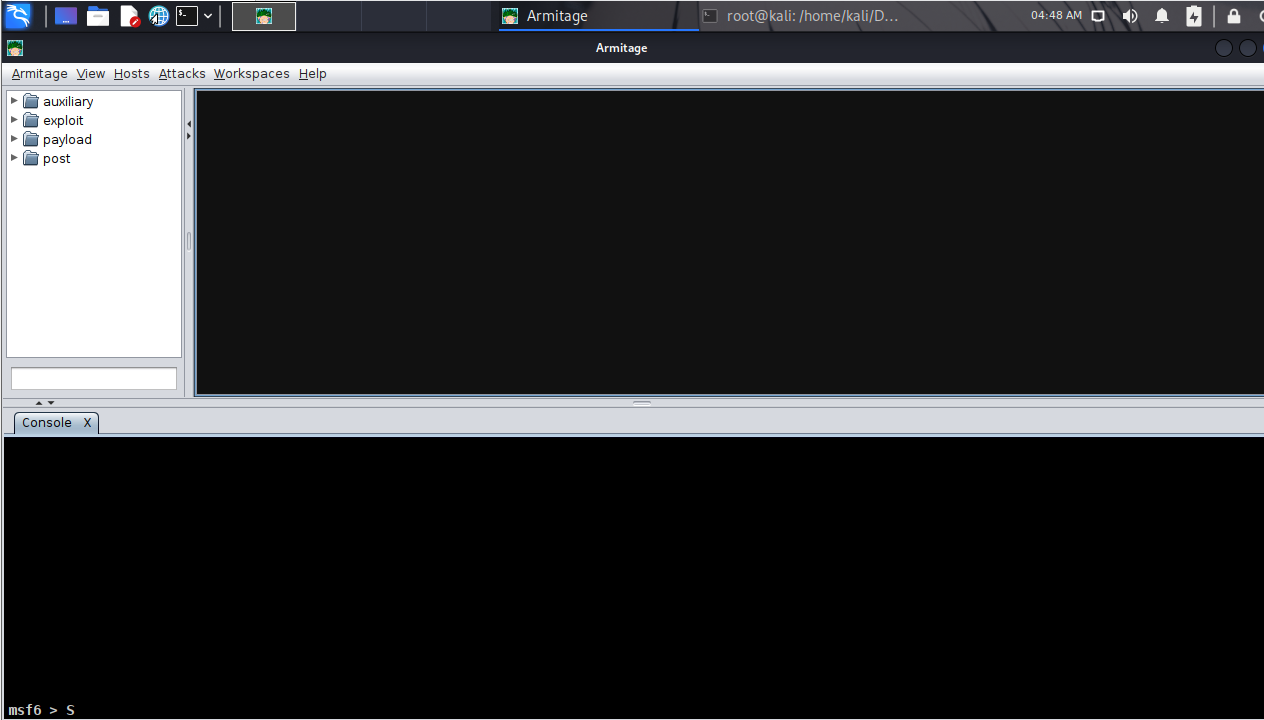 Armitage
root@kali: /home/kali/D...
04:48 AM
Armitage
Armitage View Hosts Attacks Workspaces Help
auxiliary
exploit
payload
post
Console X
msf6 > S